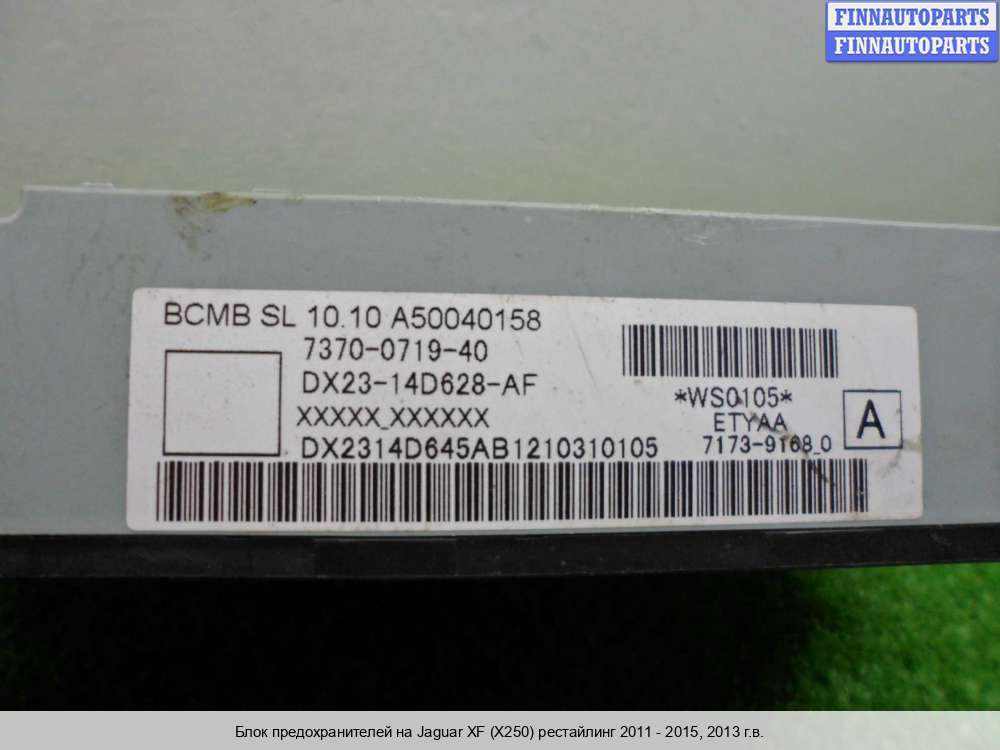 FINNAUTOPARTS
FINNAUTOPARTS
BCMB SL 10.10 A50040158
7370-0719-40
DX23-14D628-AF
XXXXX_XXXXXX
DX2314D645AB1210310105
*WS0105*
ETYAA
7173-9168_0
A
Блок предохранителей на Jaguar XF (X250) рестайлинг 2011 - 2015, 2013 г.в.